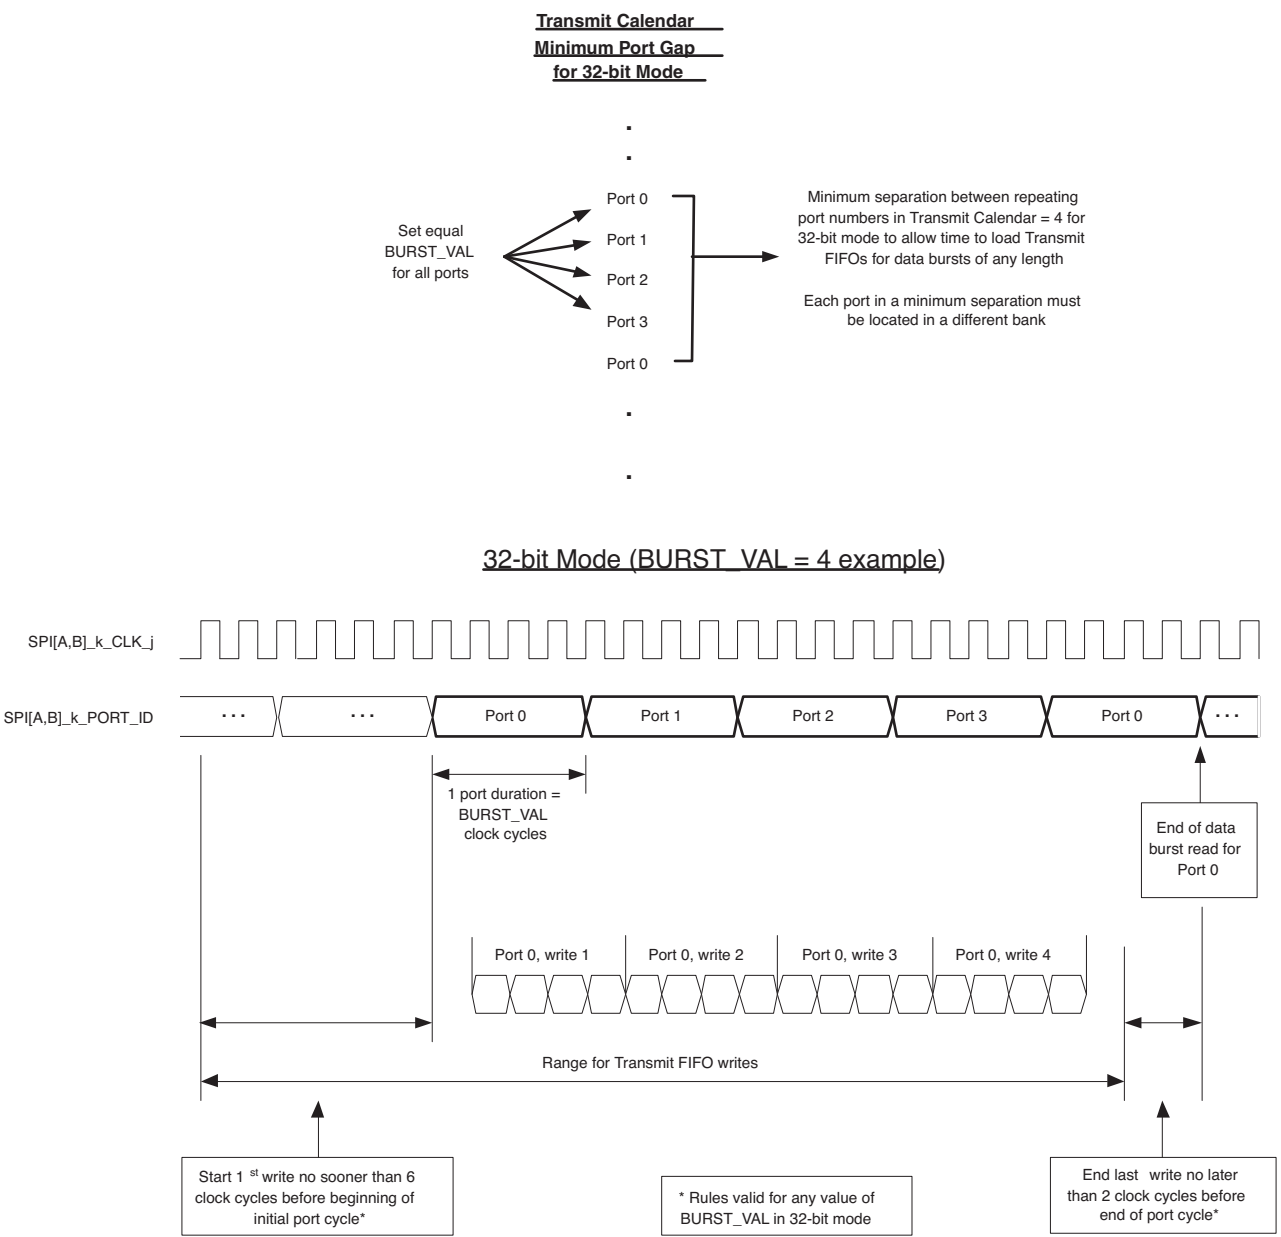 Transmit Calendar
Minimum Port Gap
for 32-bit Mode
.
.
Port 0
Port 1
Port 2
Port 3
Port 0
.
.
Set equal
BURST_VAL
for all ports
Minimum separation between repeating
port numbers in Transmit Calendar = 4 for
32-bit mode to allow time to load Transmit
FIFOs for data bursts of any length
Each port in a minimum separation must
be located in a different bank
32-bit Mode (BURST_VAL = 4 example)
SPI[A,B]_k_CLK_j
SPI[A,B]_k_PORT_ID
. . .
. . .
Port 0
Port 1
Port 2
Port 3
Port 0
. . .
1 port duration =
BURST_VAL
clock cycles
End of data
burst read for
Port 0
Port 0, write 1
Port 0, write 2
Port 0, write 3
Port 0, write 4
Range for Transmit FIFO writes
Start 1 st write no sooner than 6
clock cycles before beginning of
initial port cycle*
* Rules valid for any value of
BURST_VAL in 32-bit mode
End last write no later
than 2 clock cycles before
end of port cycle*